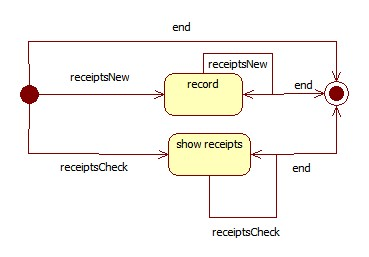 end
receiptsNew
receiptsNew
record
end
show receipts
receiptsCheck
end
receiptsCheck